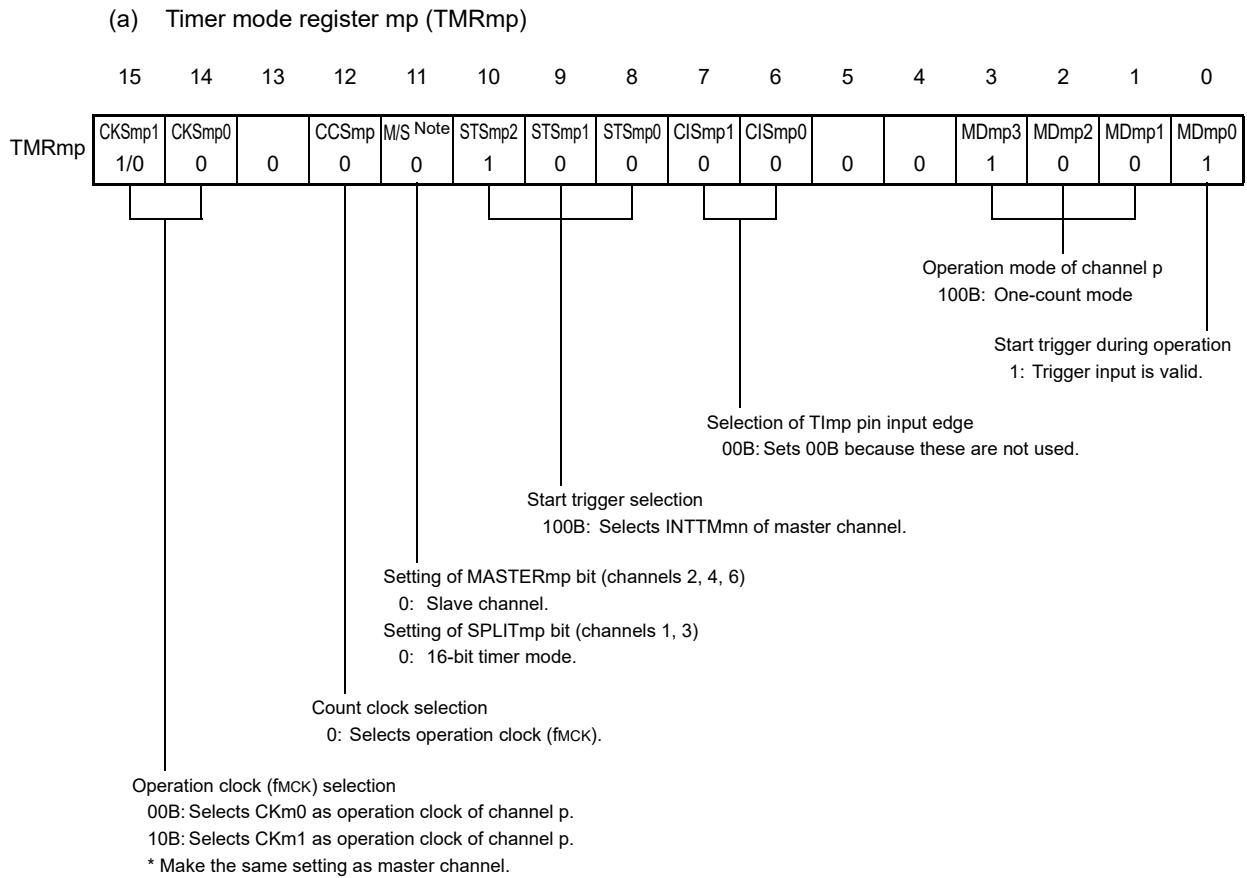 (a) Timer mode register mp (TMRmp)
15 14 13 12 11 10 9 8 7 6 5 4 3 2 1 0
TMRmp
CKSmp1 CKSmp0 CCSmp M/S Note STSmp2 STSmp1 STSmp0 CISmp1 CISmp0 MDmp3 MDmp2 MDmp1 MDmp0
1/0 0 0 0 0 1 0 0 0 0 0 0 1 0 0 1
Operation mode of channel p
100B: One-count mode
Start trigger during operation
1: Trigger input is valid.
Selection of TImp pin input edge
00B: Sets 00B because these are not used.
Start trigger selection
100B: Selects INTTMmn of master channel.
Setting of MASTERmp bit (channels 2, 4, 6)
0: Slave channel.
Setting of SPLITmp bit (channels 1, 3)
0: 16-bit timer mode.
Count clock selection
0: Selects operation clock (fMCK).
Operation clock (fMCK) selection
00B: Selects CKm0 as operation clock of channel p.
10B: Selects CKm1 as operation clock of channel p.
* Make the same setting as master channel.